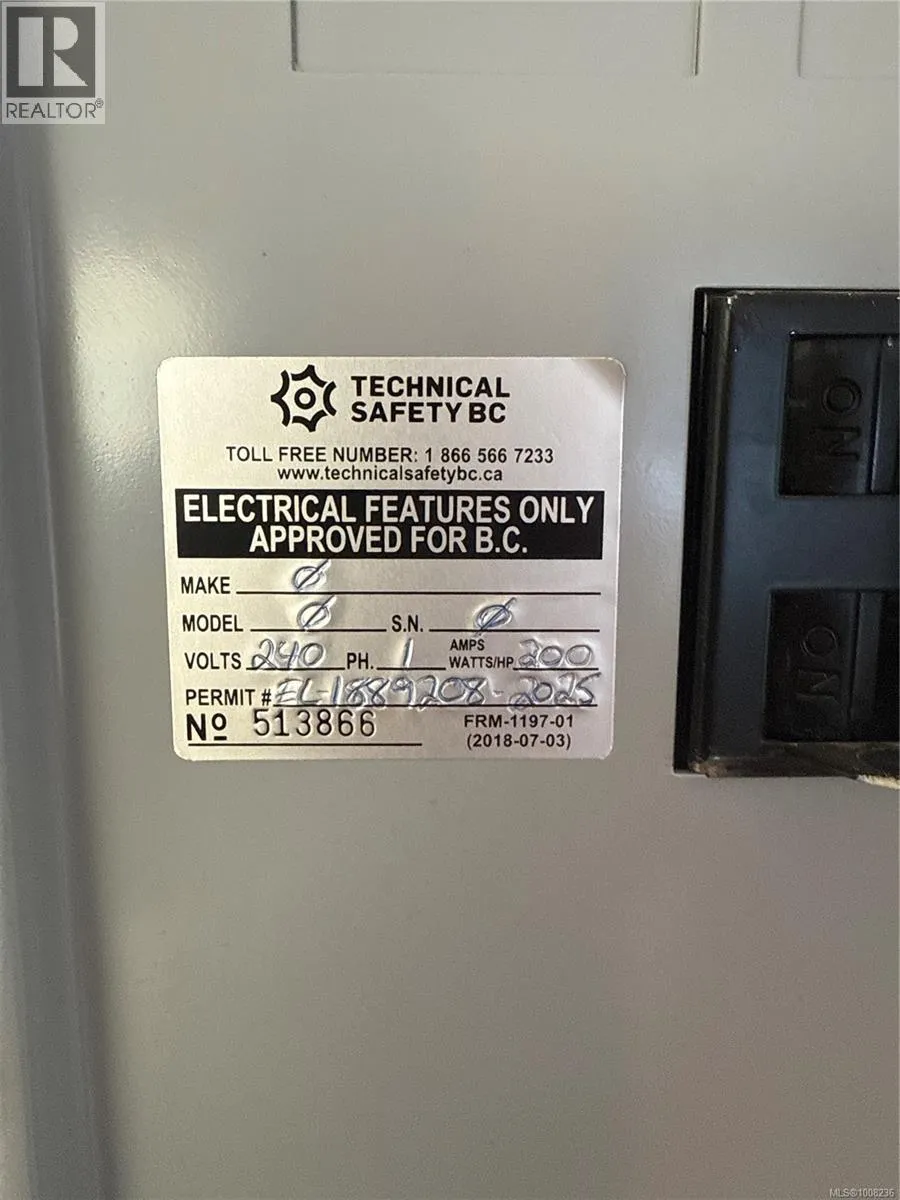 REALTOR®
TECHNICAL
SAFETY BC
TOLL FREE NUMBER: 1 866 566 7233
www.technicalsafetybc.ca
ELECTRICAL FEATURES ONLY
APPROVED FOR B.C.
MAKE Ø
MODEL Ø S.N. Ø
VOLTS 240 PH. 1 AMPS WATTS/HP 200
PERMIT # EL-1889208-2025
Nº 513866 FRM-1197-01
(2018-07-03)
ON
ON
MLS®1008236